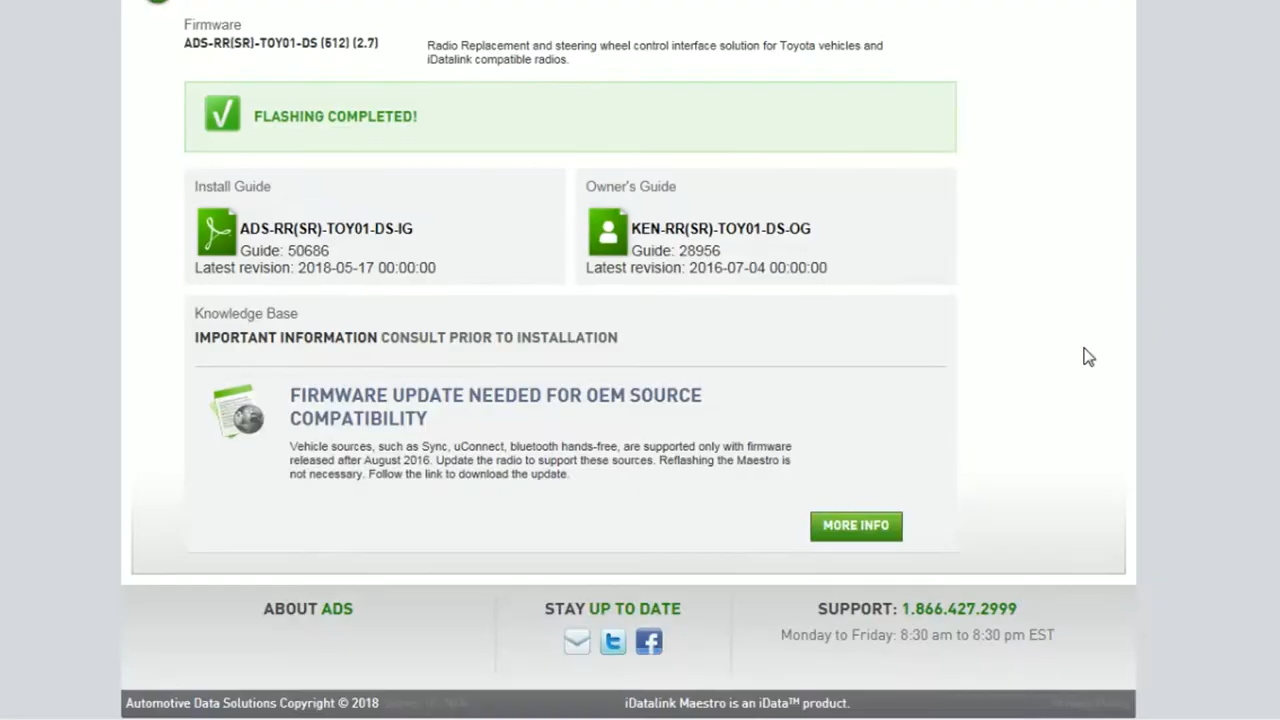 Firmware
ADS-RR(SR)-TOY01-DS (512) (2.7)
Radio Replacement and steering wheel control interface solution for Toyota vehicles and
iDatalink compatible radios.
FLASHING COMPLETED!
Install Guide
ADS-RR(SR)-TOY01-DS-IG
Guide: 50686
Latest revision: 2018-05-17 00:00:00
Owner's Guide
KEN-RR(SR)-TOY01-DS-OG
Guide: 28956
Latest revision: 2016-07-04 00:00:00
Knowledge Base
IMPORTANT INFORMATION CONSULT PRIOR TO INSTALLATION
FIRMWARE UPDATE NEEDED FOR OEM SOURCE
COMPATIBILITY
Vehicle sources, such as Sync, uConnect, bluetooth hands-free, are supported only with firmware
released after August 2016. Update the radio to support these sources. Reflashing the Maestro is
not necessary. Follow the link to download the update.
MORE INFO
ABOUT ADS
STAY UP TO DATE
SUPPORT: 1.866.427.2999
Monday to Friday: 8:30 am to 8:30 pm EST
Automotive Data Solutions Copyright © 2018
iDatalink Maestro is an iData™ product.